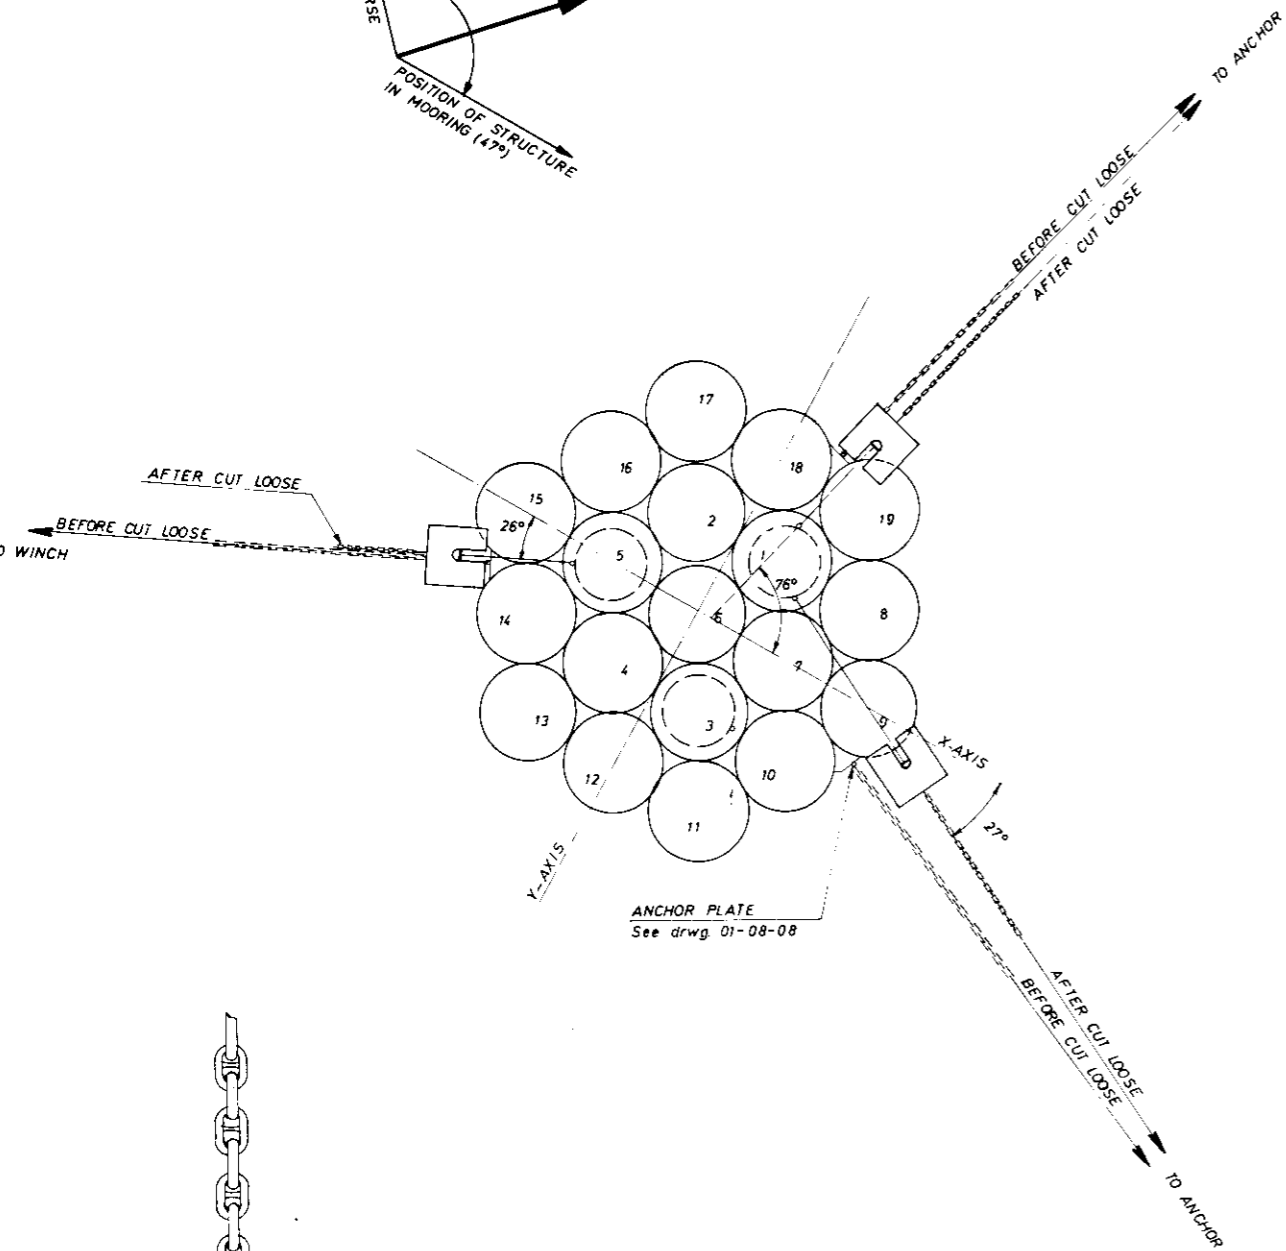 POSITION OF STRUCTURE
IN MOORING (47°)
TO ANCHOR
BEFORE CUT LOOSE
AFTER CUT LOOSE
17
16
18
AFTER CUT LOOSE
15
26°
2
19
BEFORE CUT LOOSE
WINCH
5
1
76°
14
6
8
4
7
13
3
9
X-AXIS
12
10
27°
11
Y-AXIS
ANCHOR PLATE
See drwg. 01-08-08
AFTER CUT LOOSE
BEFORE CUT LOOSE
TO ANCHOR